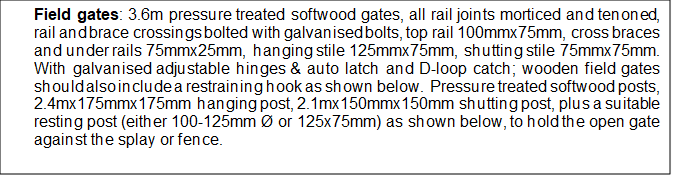 Field gates: 3.6m pressure treated softwood gates, all rail joints morticed and tenoned,
rail and brace crossings bolted with galvanised bolts, top rail 100mmx75mm, cross braces
and under rails 75mmx25mm, hanging stile 125mmx75mm, shutting stile 75mmx75mm.
With galvanised adjustable hinges & auto latch and D-loop catch; wooden field gates
should also include a restraining hook as shown below.  Pressure treated softwood posts,
2.4mx175mmx175mm hanging post, 2.1mx150mmx150mm shutting post, plus a suitable
resting post (either 100-125mm Ø or 125x75mm) as shown below, to hold the open gate
against the splay or fence.